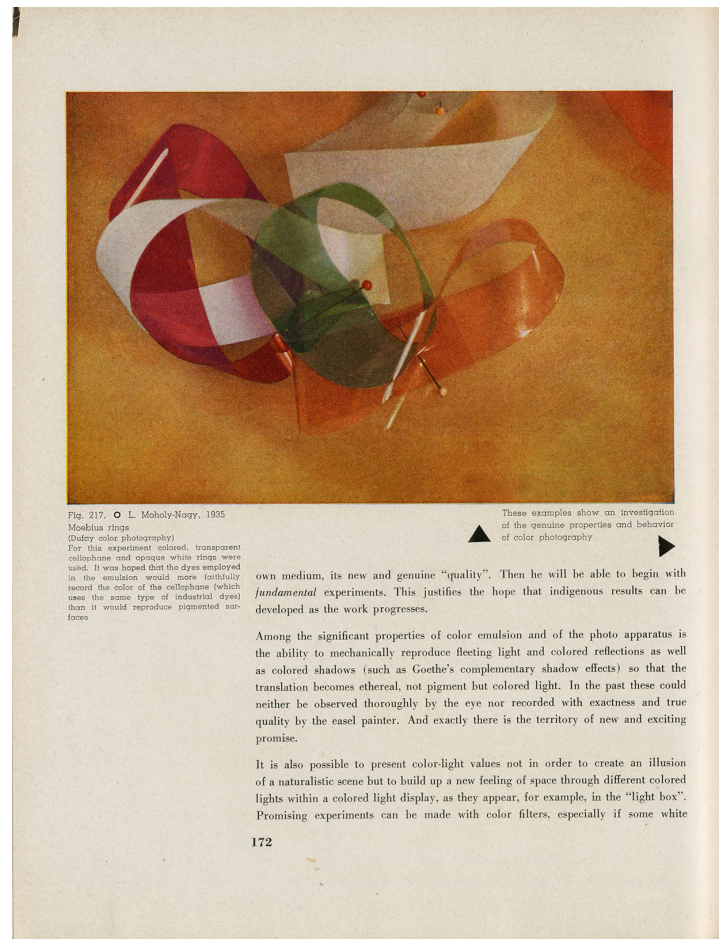 Fig. 217. O L. Moholy-Nagy, 1935
Moebius rings
(Dufay color photography)
For this experiment colored, transparent
cellophane and opaque white rings were
used. It was hoped that the dyes employed
in the emulsion would more faithfully
record the color of the cellophane (which
uses the same type of industrial dyes)
than it would reproduce pigmented sur-
faces
These examples show an investigation
of the genuine properties and behavior
of color photography
own medium, its new and genuine “quality”. Then he will be able to begin with
fundamental experiments. This justifies the hope that indigenous results can be
developed as the work progresses.
Among the significant properties of color emulsion and of the photo apparatus is
the ability to mechanically reproduce fleeting light and colored reflections as well
as colored shadows (such as Goethe's complementary shadow effects) so that the
translation becomes ethereal, not pigment but colored light. In the past these could
neither be observed thoroughly by the eye nor recorded with exactness and true
quality by the easel painter. And exactly there is the territory of new and exciting
promise.
It is also possible to present color-light values not in order to create an illusion
of a naturalistic scene but to build up a new feeling of space through different colored
lights within a colored light display, as they appear, for example, in the “light box”.
Promising experiments can be made with color filters, especially if some white
172